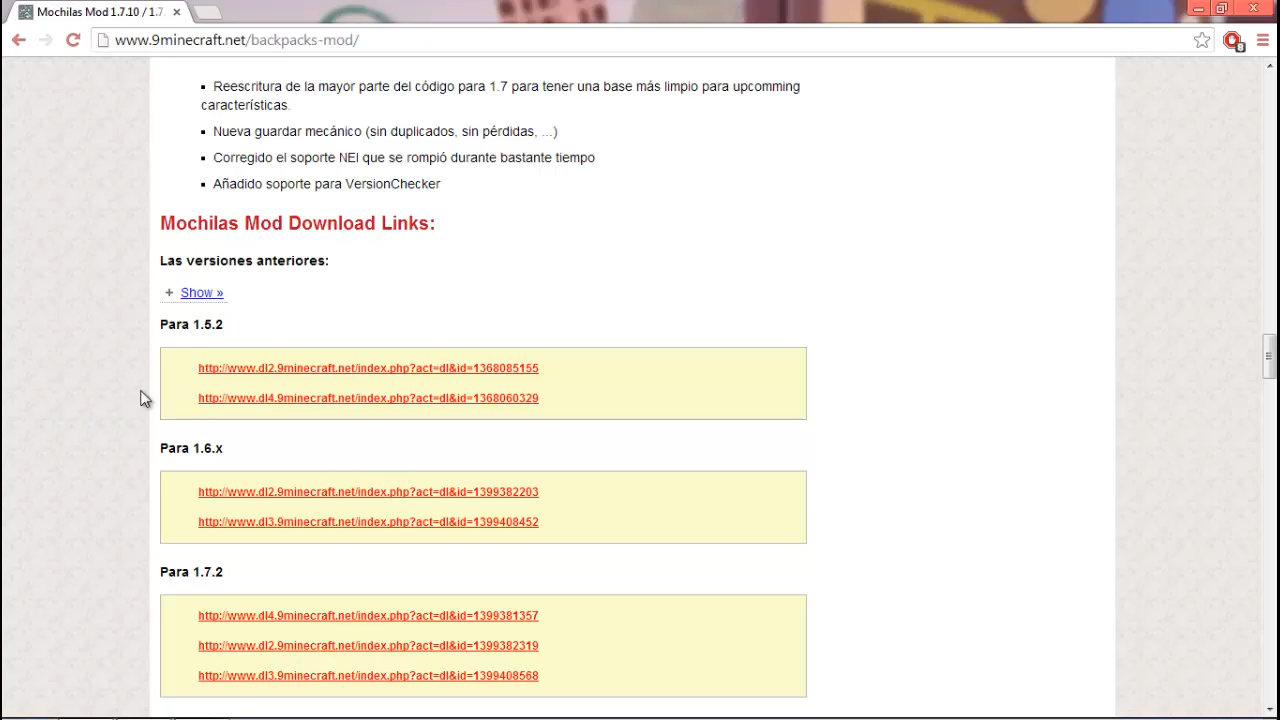 Mochilas Mod 1.7.10 / 1.7.
www.9minecraft.net/backpacks-mod/
8
▪ Reescritura de la mayor parte del código para 1.7 para tener una base más limpio para upcomming
características.
▪ Nueva guardar mecánico (sin duplicados, sin pérdidas, ...)
▪ Corregido el soporte NEI que se rompió durante bastante tiempo
▪ Añadido soporte para VersionChecker
Mochilas Mod Download Links:
Las versiones anteriores:
+ Show »
Para 1.5.2
http://www.dl2.9minecraft.net/index.php?act=dl&id=1368085155
http://www.dl4.9minecraft.net/index.php?act=dl&id=1368060329
Para 1.6.x
http://www.dl2.9minecraft.net/index.php?act=dl&id=1399382203
http://www.dl3.9minecraft.net/index.php?act=dl&id=1399408452
Para 1.7.2
http://www.dl4.9minecraft.net/index.php?act=dl&id=1399381357
http://www.dl2.9minecraft.net/index.php?act=dl&id=1399382319
http://www.dl3.9minecraft.net/index.php?act=dl&id=1399408568